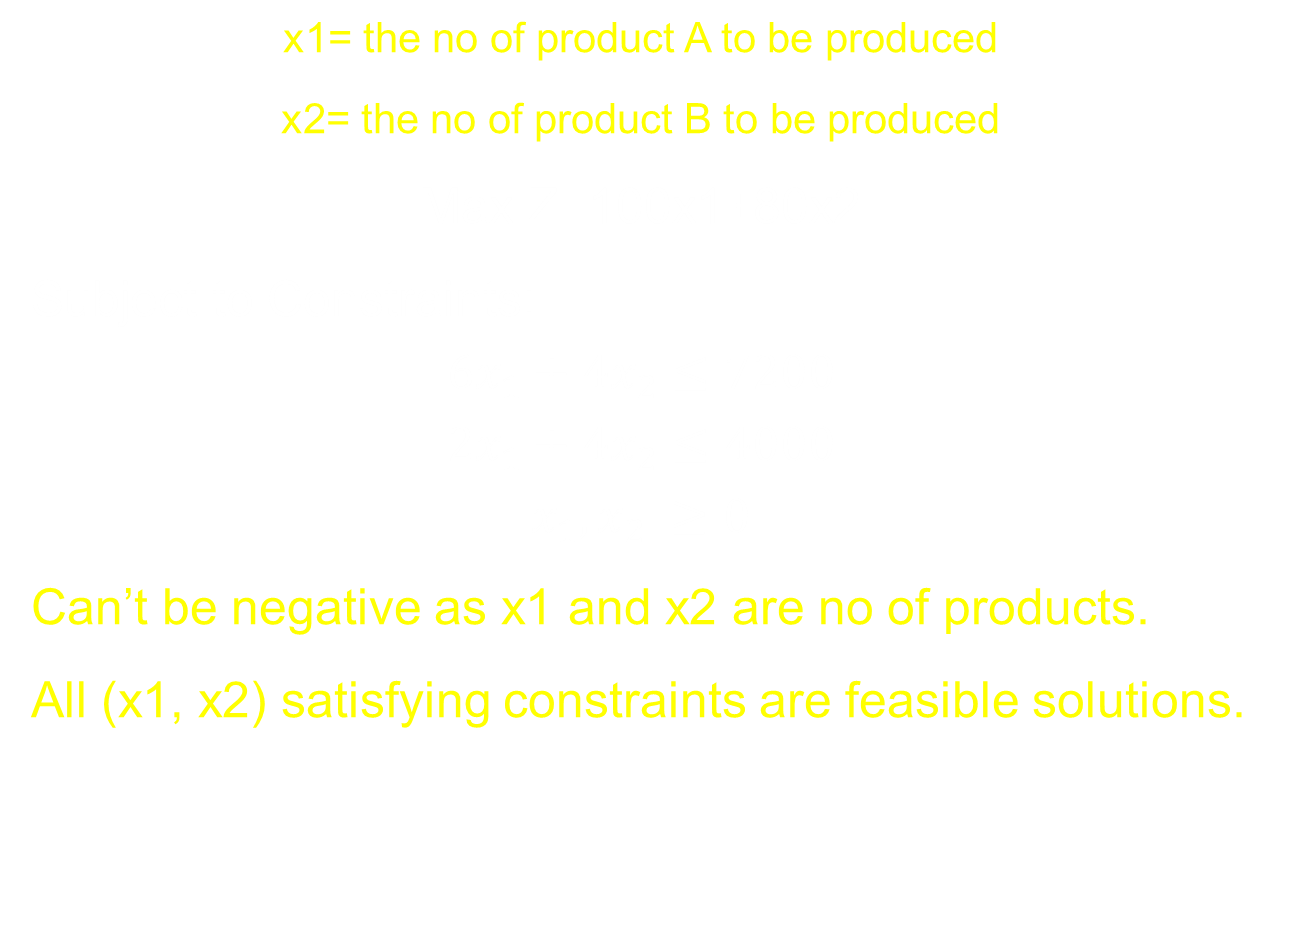 x1= the no of product A to be produced
x2= the no of product B to be produced
Can’t be negative as x1 and x2 are no of products.
All (x1, x2) satisfying constraints are feasible solutions.